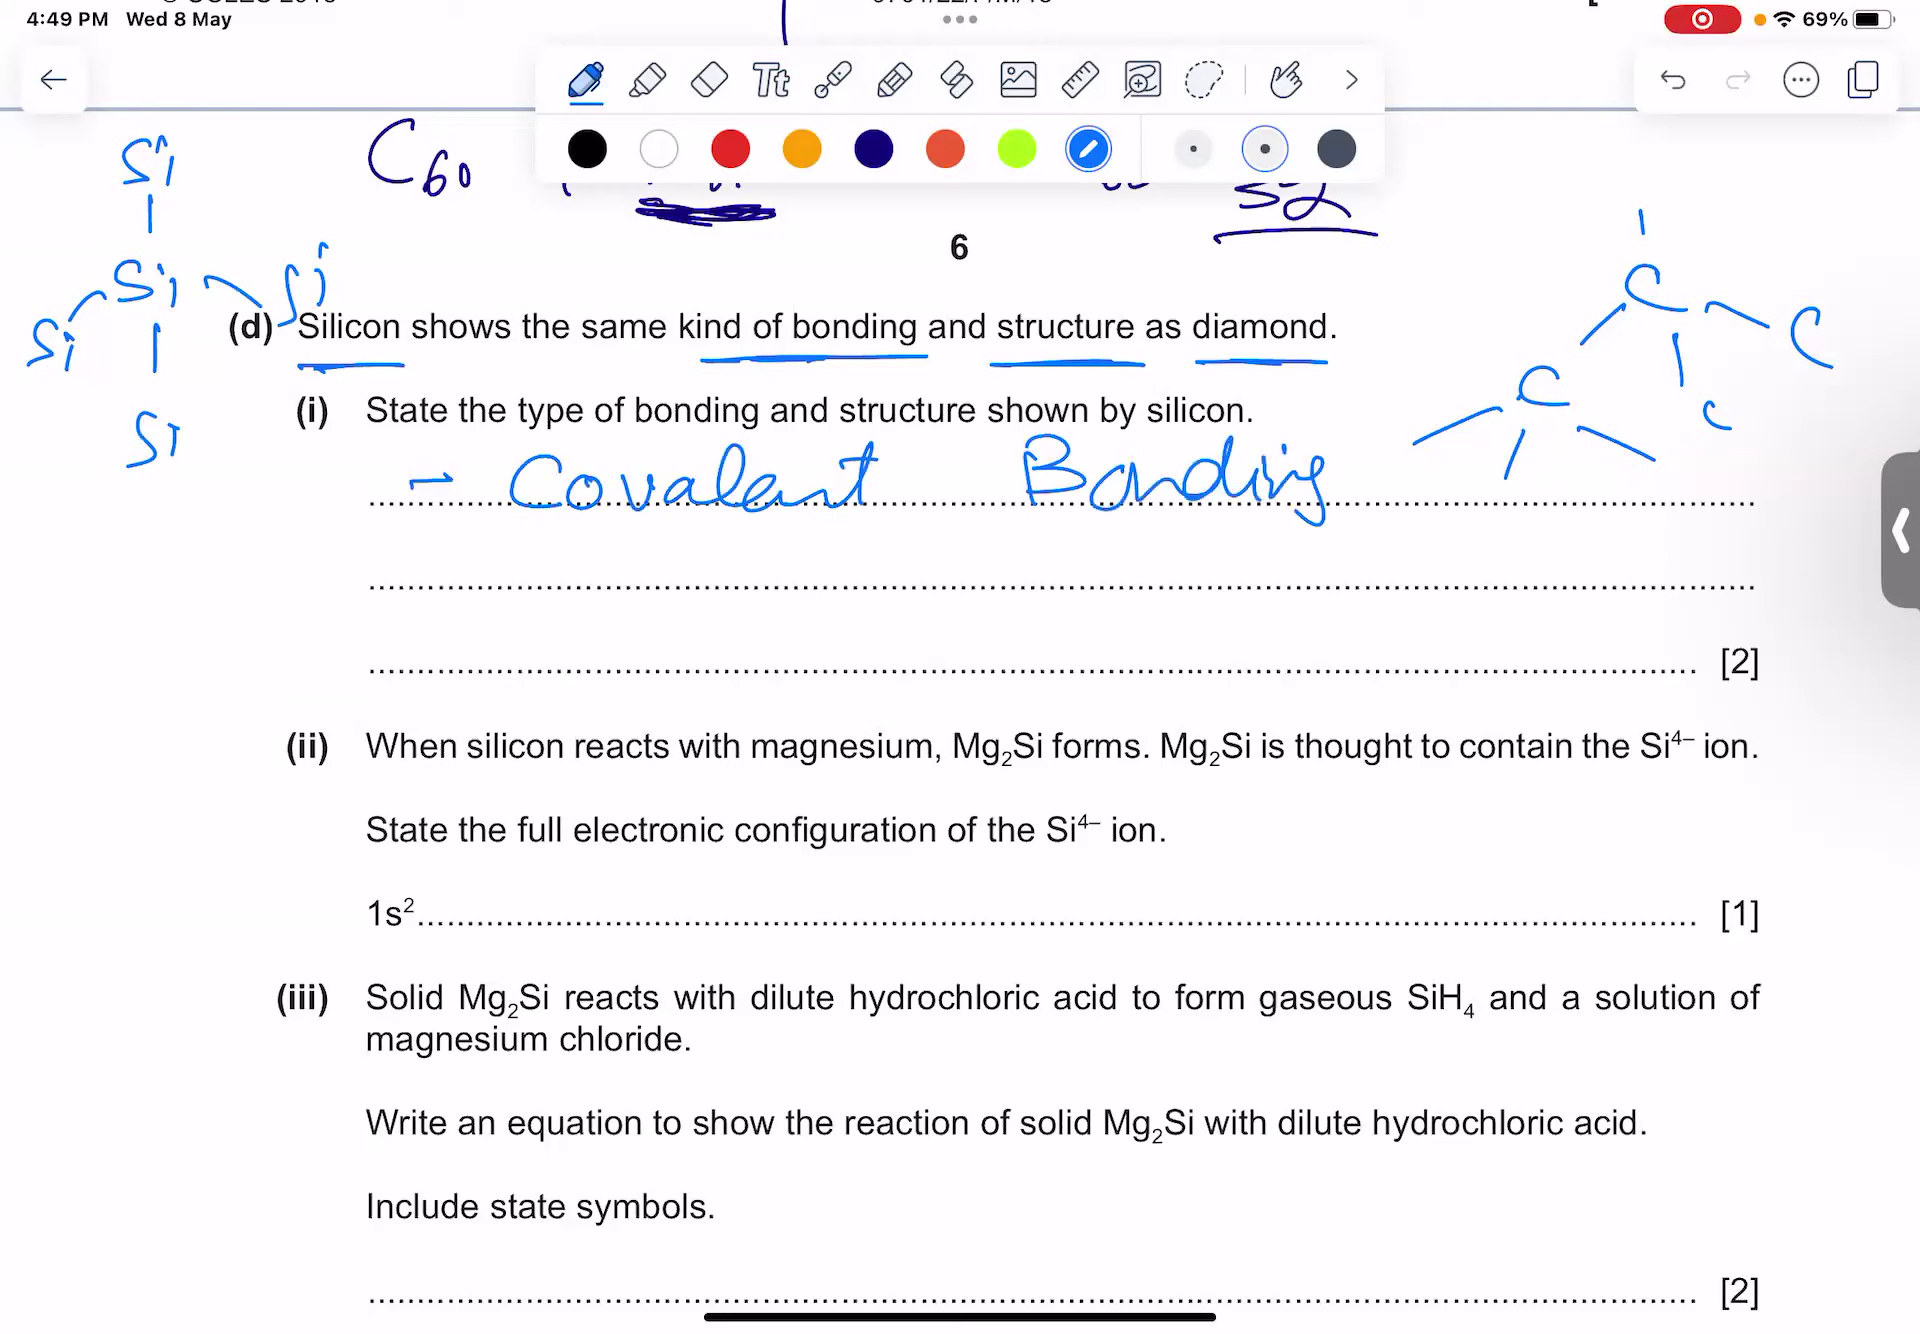 4:49 PM Wed 8 May
69%
Tt
Si
C60
6
Si
Si
Si
Si
C
C
C
C
(d) Silicon shows the same kind of bonding and structure as diamond.
(i) State the type of bonding and structure shown by silicon.
- Covalent Bonding
[2]
(ii) When silicon reacts with magnesium, Mg₂Si forms. Mg₂Si is thought to contain the Si⁴⁻ ion.
State the full electronic configuration of the Si⁴⁻ ion.
1s² [1]
(iii) Solid Mg₂Si reacts with dilute hydrochloric acid to form gaseous SiH₄ and a solution of
magnesium chloride.
Write an equation to show the reaction of solid Mg₂Si with dilute hydrochloric acid.
Include state symbols.
[2]